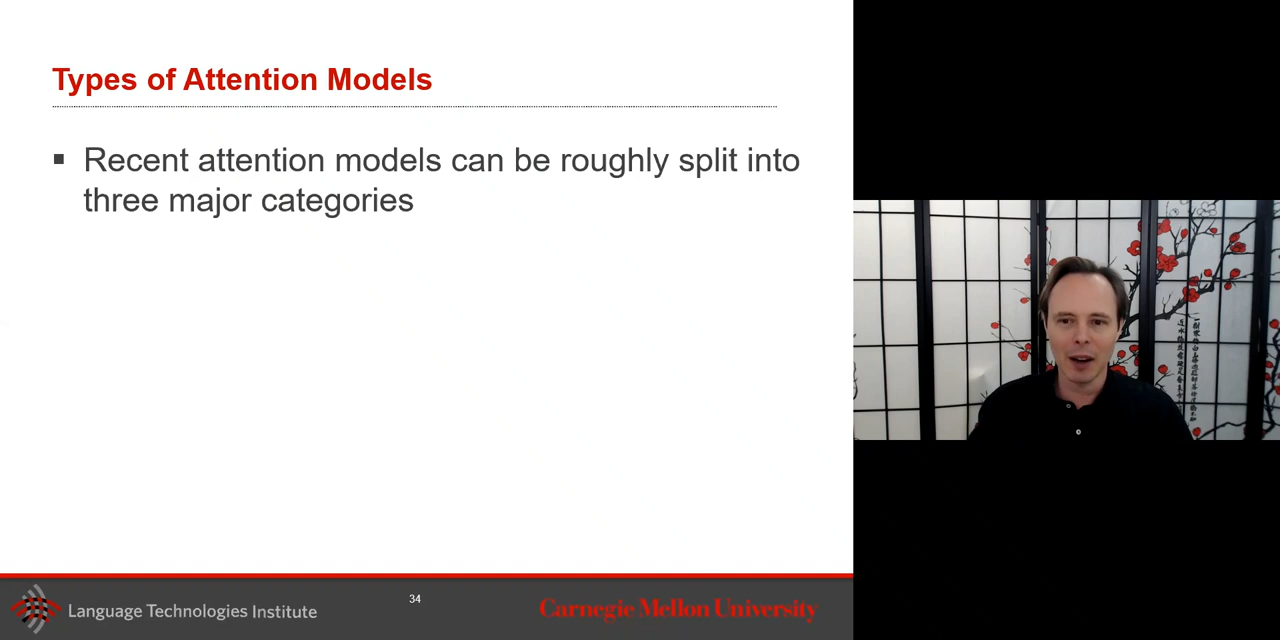 Types of Attention Models
▪ Recent attention models can be roughly split into
three major categories
Language Technologies Institute
34
Carnegie Mellon University